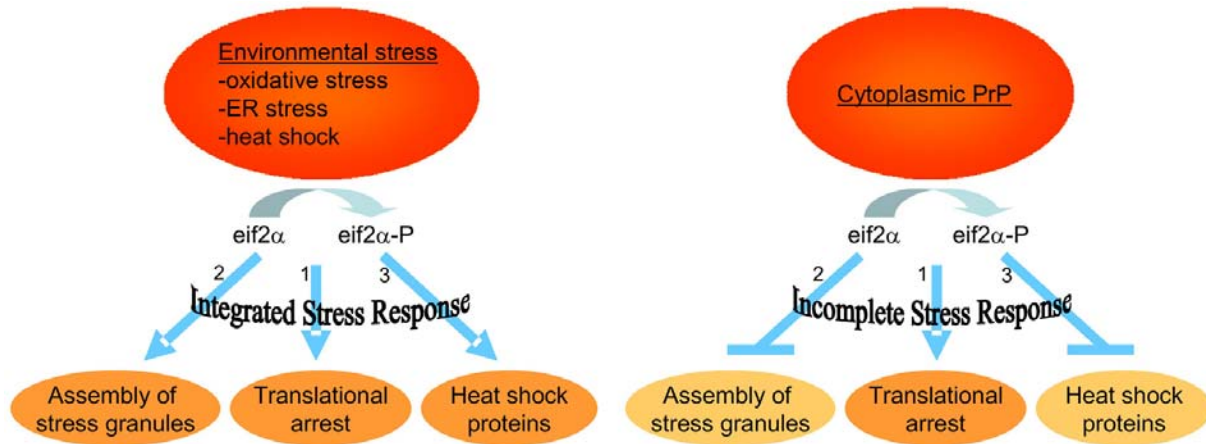 Environmental stress
-oxidative stress
-ER stress
-heat shock
eif2α
eif2α-P
2
1
3
Integrated Stress Response
Assembly of
stress granules
Translational
arrest
Heat shock
proteins
Cytoplasmic PrP
eif2α
eif2α-P
2
1
3
Incomplete Stress Response
Assembly of
stress granules
Translational
arrest
Heat shock
proteins